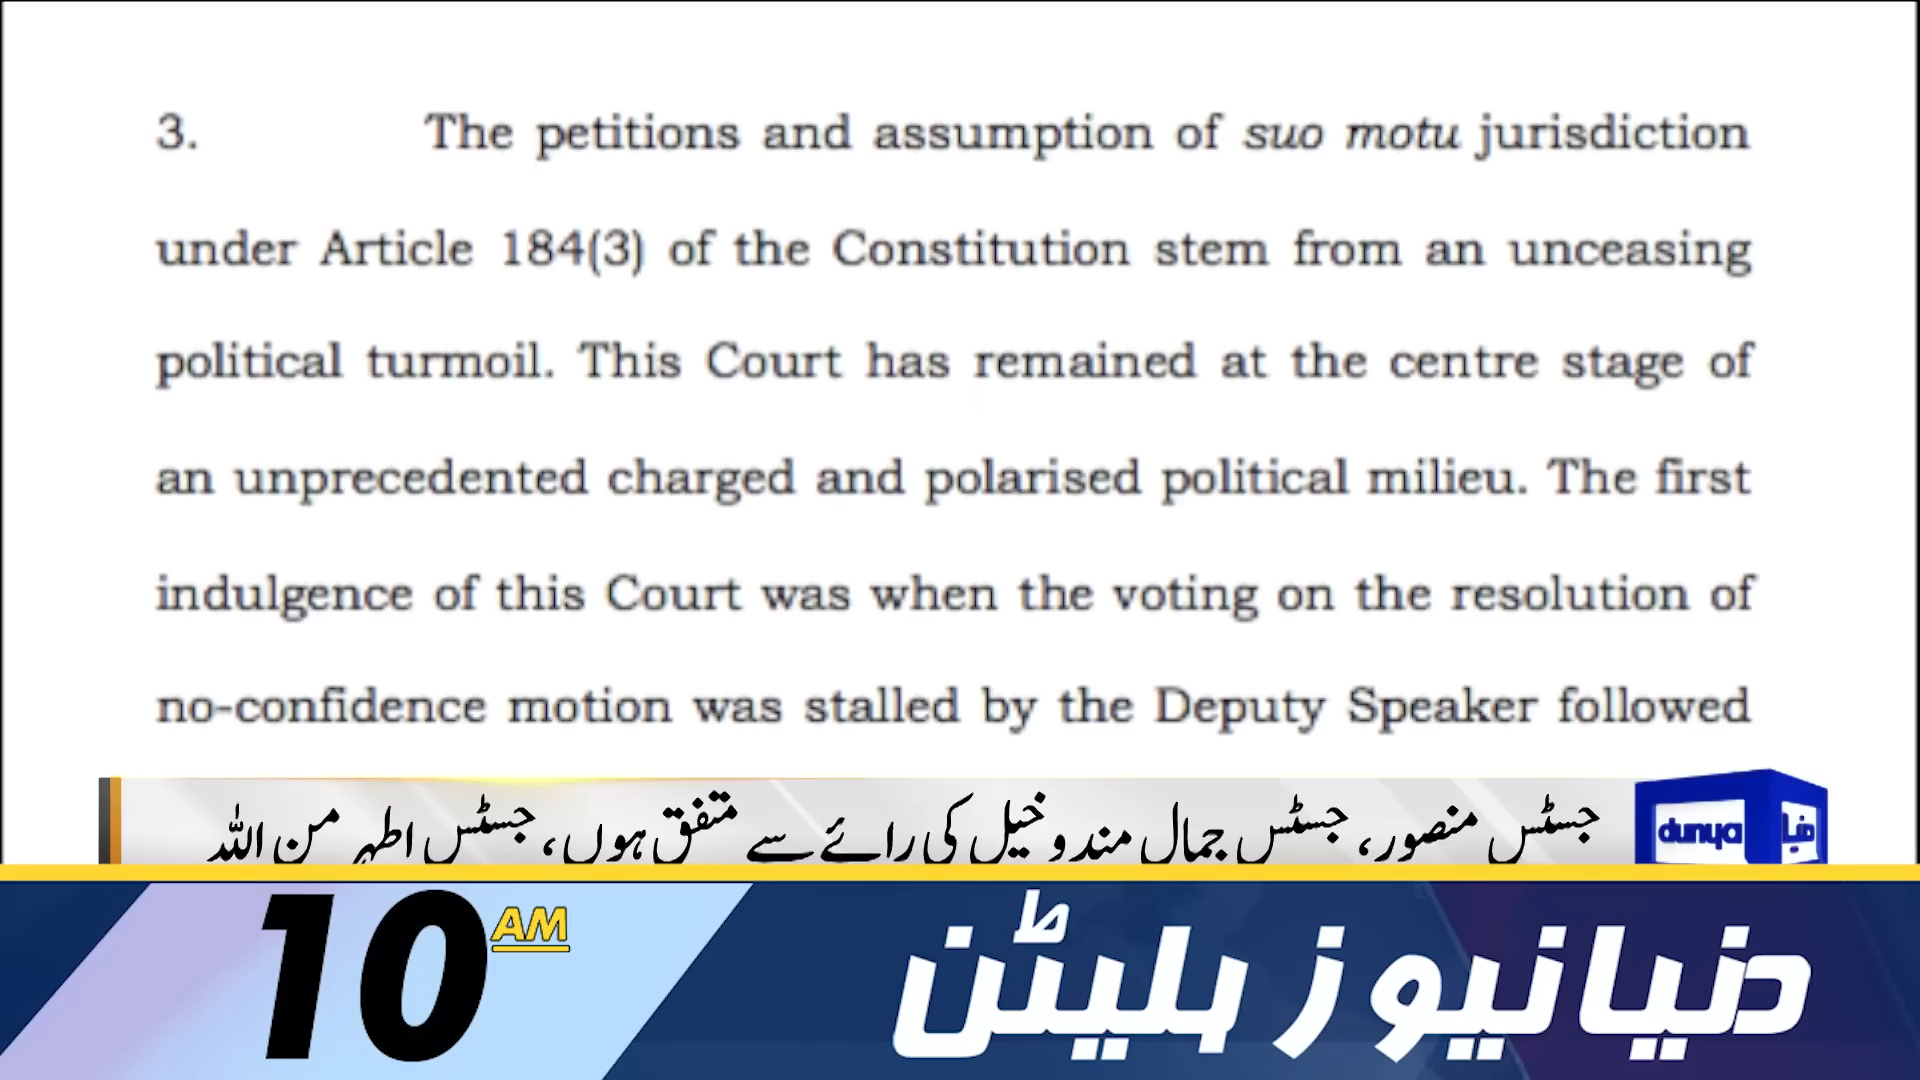 3. The petitions and assumption of suo motu jurisdiction
under Article 184(3) of the Constitution stem from an unceasing
political turmoil. This Court has remained at the centre stage of
an unprecedented charged and polarised political milieu. The first
indulgence of this Court was when the voting on the resolution of
no-confidence motion was stalled by the Deputy Speaker followed
جسٹس منصور، جسٹس جمال مندوخیل کی رائے سے متفق ہوں، جسٹس اطہر من اللہ
dunya دنیا
10 AM
دنیا نیوز بلیٹن